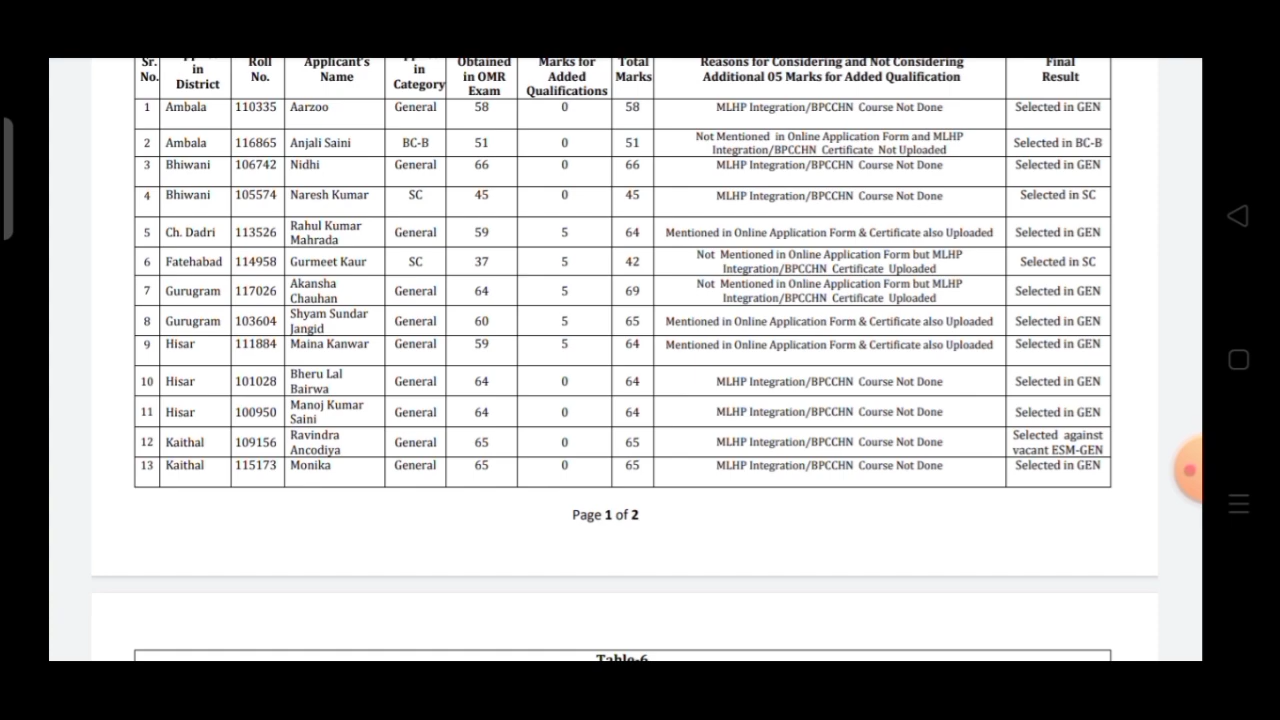 Sr. in Roll Applicant's in Obtained Marks for Total Reasons for Considering and Not Considering Final
No. District No. Name Category in OMR Exam Added Qualifications Marks Additional 05 Marks for Added Qualification Result
1 Ambala 110335 Aarzoo General 58 0 58 MLHP Integration/BPCCHN Course Not Done Selected in GEN
2 Ambala 116865 Anjali Saini BC-B 51 0 51 Not Mentioned in Online Application Form and MLHP Integration/BPCCHN Certificate Not Uploaded Selected in BC-B
3 Bhiwani 106742 Nidhi General 66 0 66 MLHP Integration/BPCCHN Course Not Done Selected in GEN
4 Bhiwani 105574 Naresh Kumar SC 45 0 45 MLHP Integration/BPCCHN Course Not Done Selected in SC
5 Ch. Dadri 113526 Rahul Kumar Mahrada General 59 5 64 Mentioned in Online Application Form & Certificate also Uploaded Selected in GEN
6 Fatehabad 114958 Gurmeet Kaur SC 37 5 42 Not Mentioned in Online Application Form but MLHP Integration/BPCCHN Certificate Uploaded Selected in SC
7 Gurugram 117026 Akansha Chauhan General 64 5 69 Not Mentioned in Online Application Form but MLHP Integration/BPCCHN Certificate Uploaded Selected in GEN
8 Gurugram 103604 Shyam Sundar Jangid General 60 5 65 Mentioned in Online Application Form & Certificate also Uploaded Selected in GEN
9 Hisar 111884 Maina Kanwar General 59 5 64 Mentioned in Online Application Form & Certificate also Uploaded Selected in GEN
10 Hisar 101028 Bheru Lal Bairwa General 64 0 64 MLHP Integration/BPCCHN Course Not Done Selected in GEN
11 Hisar 100950 Manoj Kumar Saini General 64 0 64 MLHP Integration/BPCCHN Course Not Done Selected in GEN
12 Kaithal 109156 Ravindra Ancodiya General 65 0 65 MLHP Integration/BPCCHN Course Not Done Selected against vacant ESM-GEN
13 Kaithal 115173 Monika General 65 0 65 MLHP Integration/BPCCHN Course Not Done Selected in GEN
Page 1 of 2
Table-6